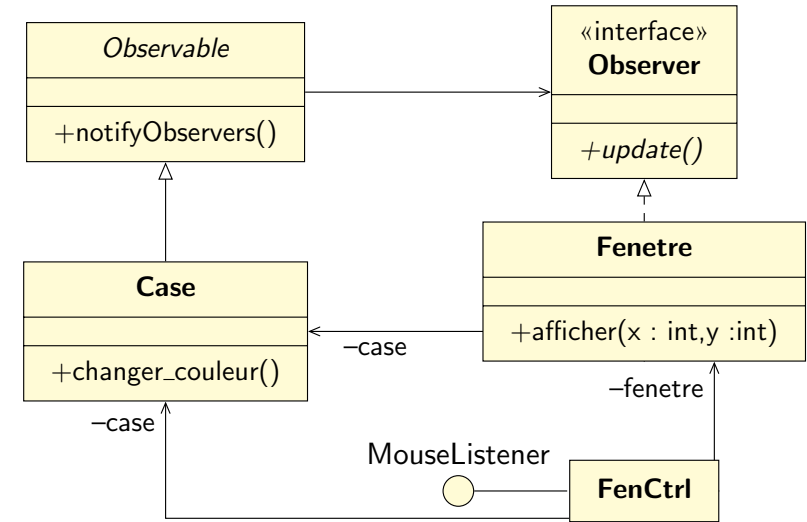 Observable
+notifyObservers()
«interface»
Observer
+update()
Case
+changer_couleur()
Fenetre
+afficher(x : int,y :int)
–case
–fenetre
–case
MouseListener
FenCtrl